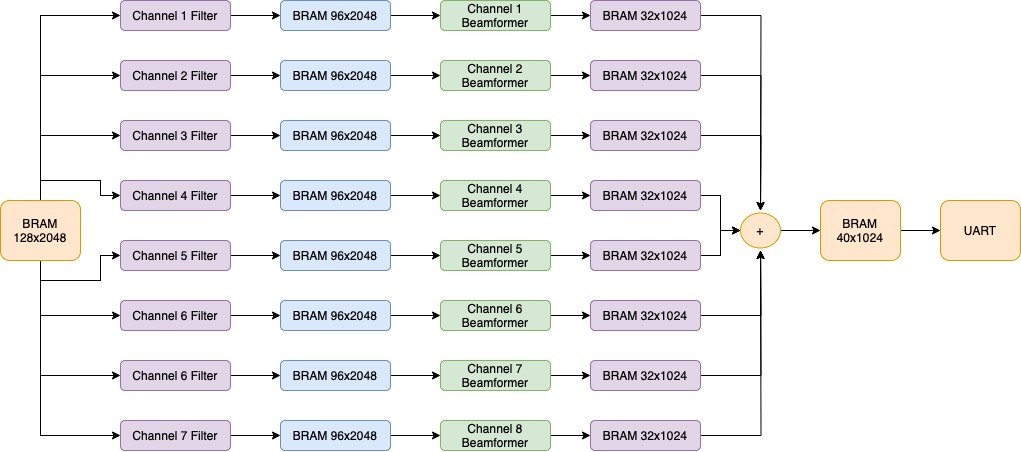 Channel 1 Filter
BRAM 96x2048
Channel 1
Beamformer
BRAM 32x1024
Channel 2 Filter
BRAM 96x2048
Channel 2
Beamformer
BRAM 32x1024
Channel 3 Filter
BRAM 96x2048
Channel 3
Beamformer
BRAM 32x1024
Channel 4 Filter
BRAM 96x2048
Channel 4
Beamformer
BRAM 32x1024
BRAM
128x2048
+
BRAM
40x1024
UART
Channel 5 Filter
BRAM 96x2048
Channel 5
Beamformer
BRAM 32x1024
Channel 6 Filter
BRAM 96x2048
Channel 6
Beamformer
BRAM 32x1024
Channel 6 Filter
BRAM 96x2048
Channel 7
Beamformer
BRAM 32x1024
Channel 7 Filter
BRAM 96x2048
Channel 8
Beamformer
BRAM 32x1024